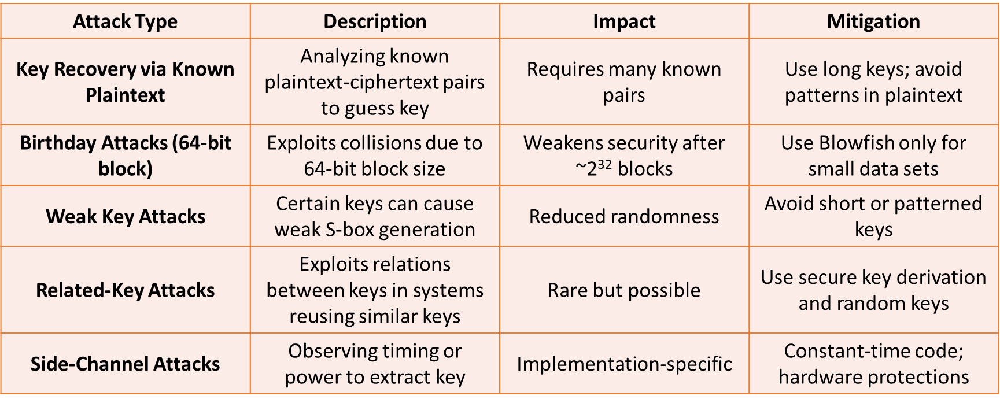 Attack Type
Description
Impact
Mitigation
Key Recovery via Known
Plaintext
Analyzing known
plaintext-ciphertext pairs
to guess key
Requires many known
pairs
Use long keys; avoid
patterns in plaintext
Birthday Attacks (64-bit
block)
Exploits collisions due to
64-bit block size
Weakens security after
~2³² blocks
Use Blowfish only for
small data sets
Weak Key Attacks
Certain keys can cause
weak S-box generation
Reduced randomness
Avoid short or patterned
keys
Related-Key Attacks
Exploits relations
between keys in systems
reusing similar keys
Rare but possible
Use secure key derivation
and random keys
Side-Channel Attacks
Observing timing or
power to extract key
Implementation-specific
Constant-time code;
hardware protections